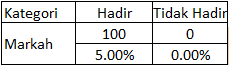 Kategori Hadir Tidak Hadir
Markah 100 0
5.00% 0.00%